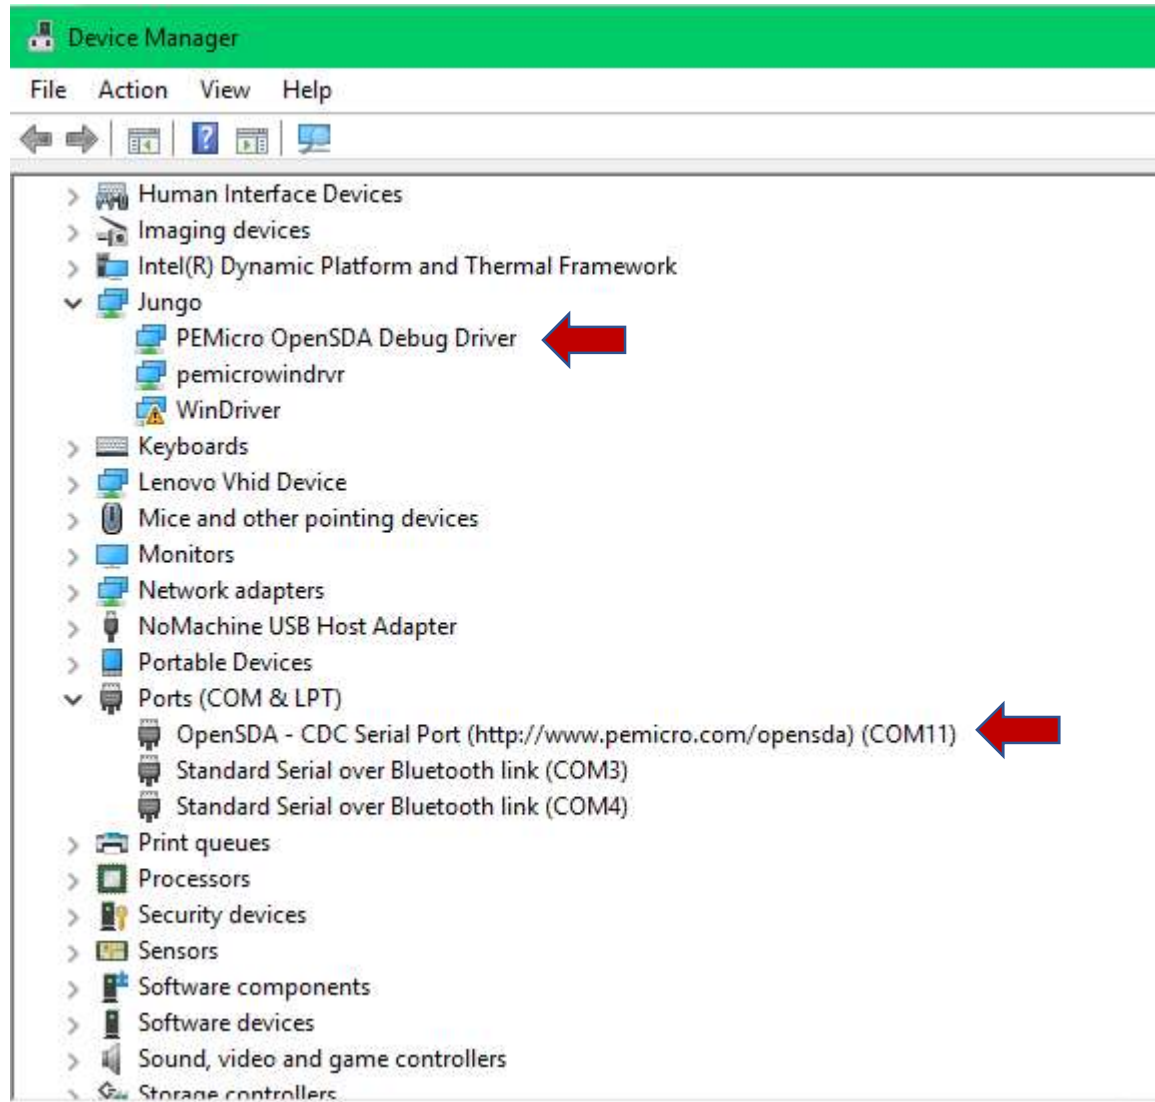 Device Manager
File Action View Help
Human Interface Devices
Imaging devices
Intel(R) Dynamic Platform and Thermal Framework
Jungo
PEMicro OpenSDA Debug Driver
pemicrowindrvr
WinDriver
Keyboards
Lenovo Vhid Device
Mice and other pointing devices
Monitors
Network adapters
NoMachine USB Host Adapter
Portable Devices
Ports (COM & LPT)
OpenSDA - CDC Serial Port (http://www.pemicro.com/opensda) (COM11)
Standard Serial over Bluetooth link (COM3)
Standard Serial over Bluetooth link (COM4)
Print queues
Processors
Security devices
Sensors
Software components
Software devices
Sound, video and game controllers
Storage controllers